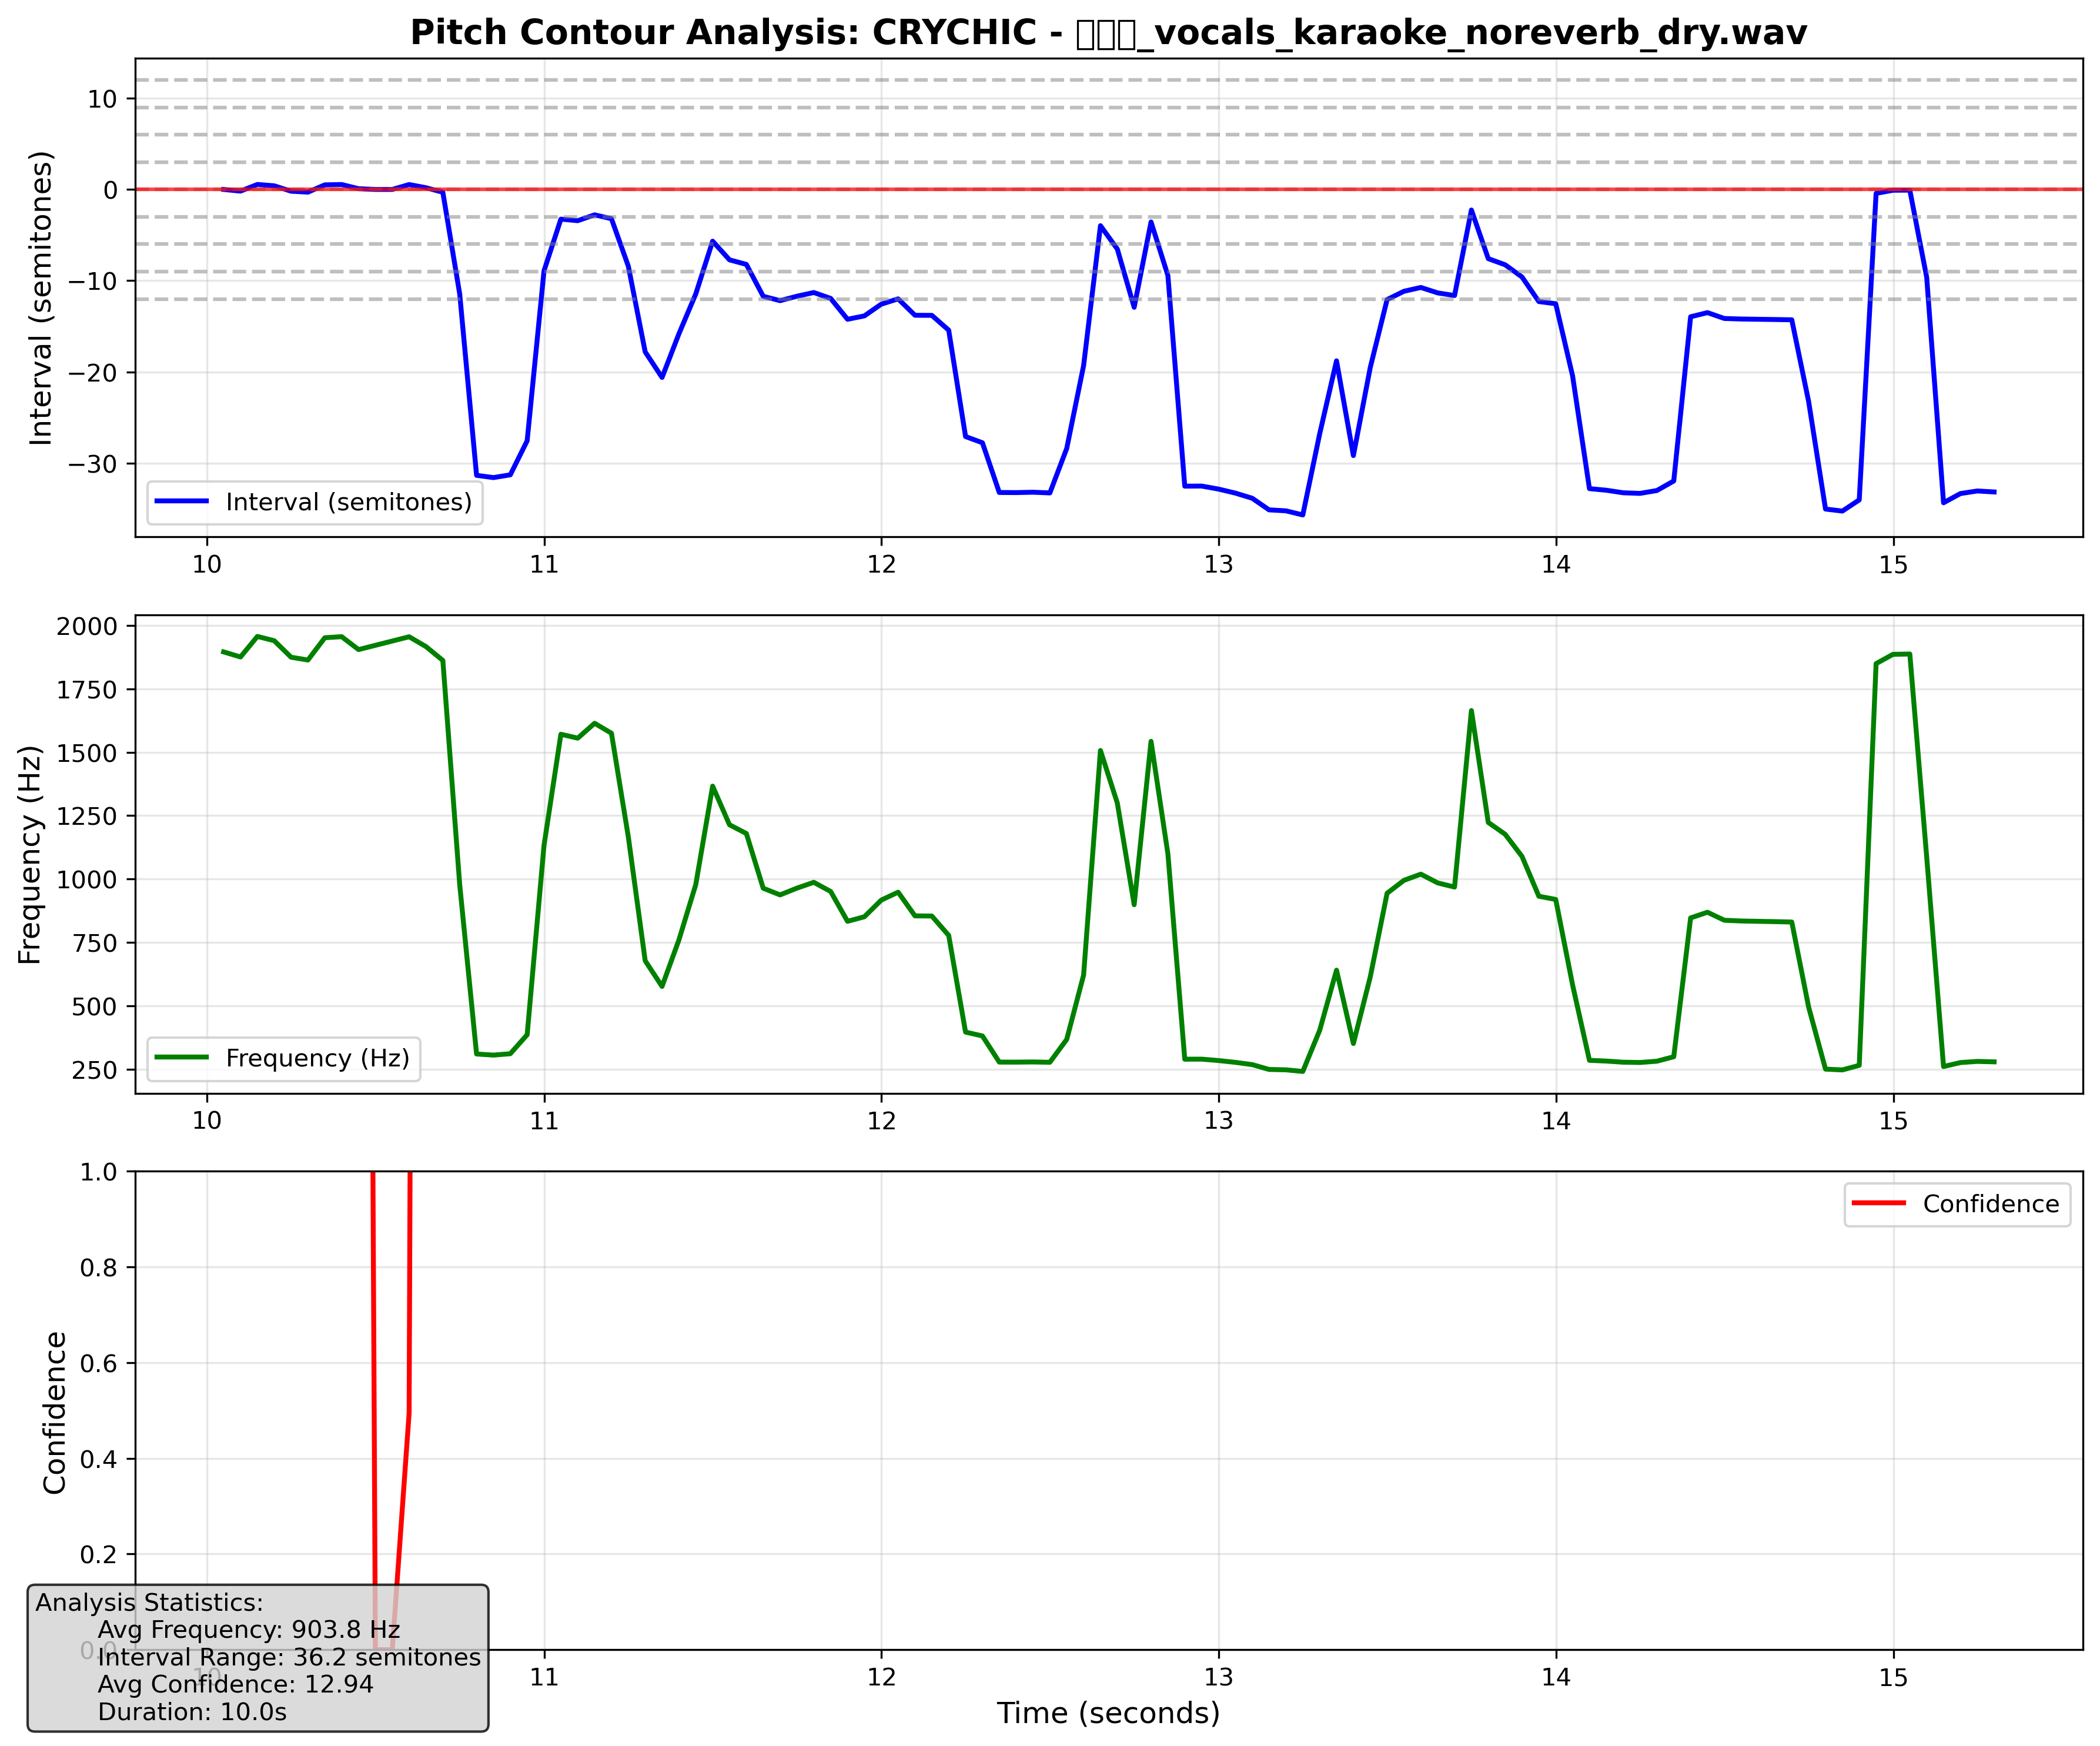 Pitch Contour Analysis: CRYCHIC - □□□_vocals_karaoke_noreverb_dry.wav
Interval (semitones)
10
0
−10
−20
−30
Interval (semitones)
10 11 12 13 14 15
Frequency (Hz)
2000
1750
1500
1250
1000
750
500
250
Frequency (Hz)
10 11 12 13 14 15
Confidence
1.0
0.8
0.6
0.4
0.2
0.0
Confidence
10 11 12 13 14 15
Time (seconds)
Analysis Statistics:
Avg Frequency: 903.8 Hz
Interval Range: 36.2 semitones
Avg Confidence: 12.94
Duration: 10.0s